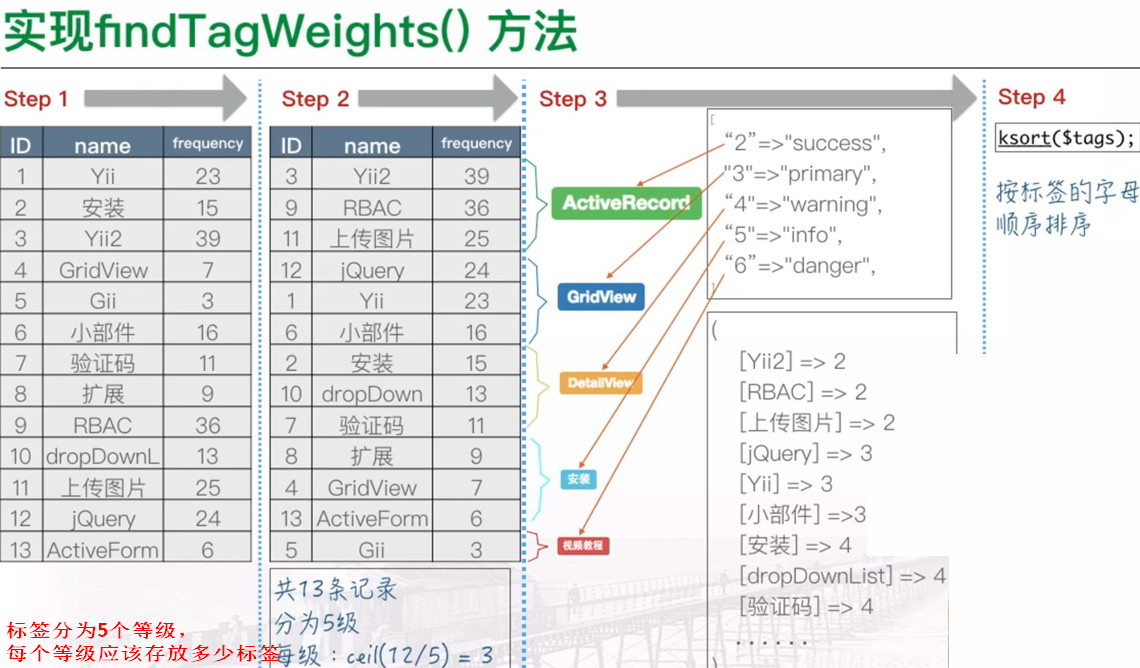 实现findTagWeights() 方法
Step 1
ID name frequency
1 Yii 23
2 安装 15
3 Yii2 39
4 GridView 7
5 Gii 3
6 小部件 16
7 验证码 11
8 扩展 9
9 RBAC 36
10 dropDownL 13
11 上传图片 25
12 jQuery 24
13 ActiveForm 6
标签分为5个等级，
每个等级应该存放多少标签
Step 2
ID name frequency
3 Yii2 39
9 RBAC 36
11 上传图片 25
12 jQuery 24
1 Yii 23
6 小部件 16
2 安装 15
10 dropDown 13
7 验证码 11
8 扩展 9
4 GridView 7
13 ActiveForm 6
5 Gii 3
共13条记录
分为5级
每级：ceil(12/5) = 3
Step 3
ActiveRecord
GridView
DetailView
安装
视频教程
[
“2”=>"success",
"3"=>"primary",
“4"=>"warning",
“5"=>"info",
“6”=>"danger",
]
(
[Yii2] => 2
[RBAC] => 2
[上传图片] => 2
[jQuery] => 3
[Yii] => 3
[小部件] =>3
[安装] => 4
[dropDownList] => 4
[验证码] => 4
......
)
Step 4
ksort($tags);
按标签的字母
顺序排序